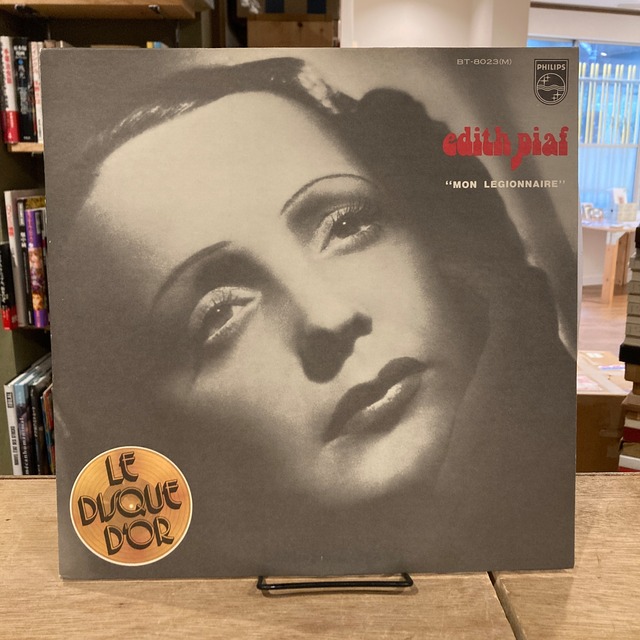 BT-8023(M)
PHILIPS
edith piaf
"MON LEGIONNAIRE"
LE
DISQUE
D'OR